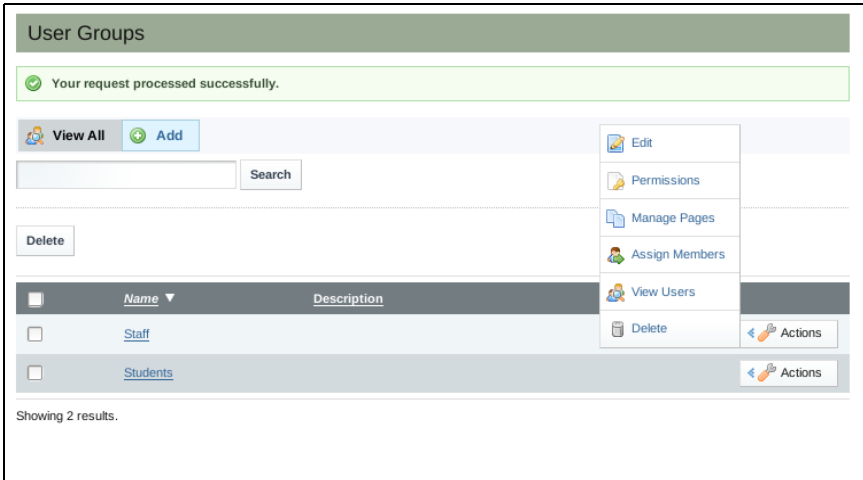 User Groups
Your request processed successfully.
View All Add
Search
Edit
Permissions
Manage Pages
Assign Members
View Users
Delete
Delete
Name Description
Staff Actions
Students Actions
Showing 2 results.